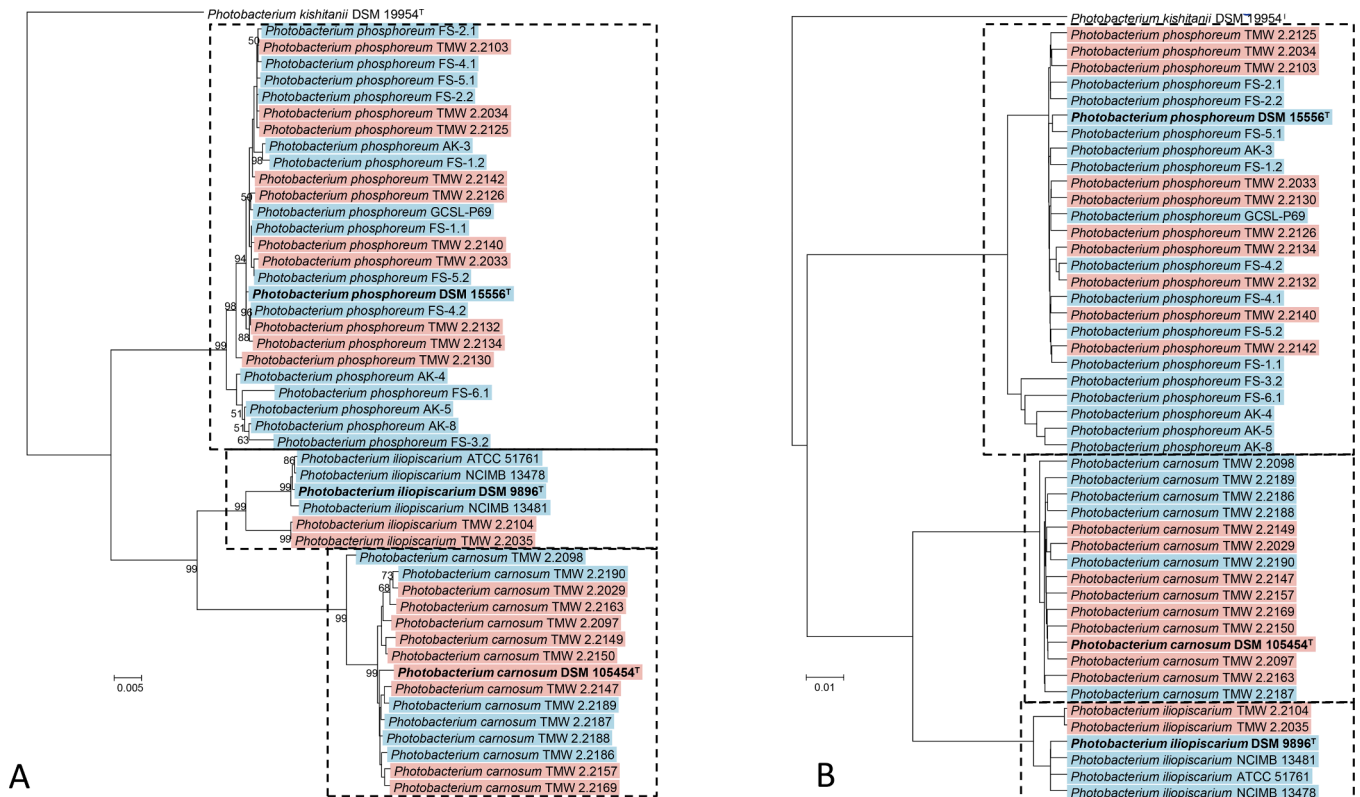 Photobacterium kishitanii DSM 19954ᵀ
50
Photobacterium phosphoreum FS-2.1
Photobacterium phosphoreum TMW 2.2103
Photobacterium phosphoreum FS-4.1
Photobacterium phosphoreum FS-5.1
Photobacterium phosphoreum FS-2.2
Photobacterium phosphoreum TMW 2.2034
Photobacterium phosphoreum TMW 2.2125
Photobacterium phosphoreum AK-3
98
Photobacterium phosphoreum FS-1.2
Photobacterium phosphoreum TMW 2.2142
Photobacterium phosphoreum TMW 2.2126
Photobacterium phosphoreum GCSL-P69
Photobacterium phosphoreum FS-1.1
Photobacterium phosphoreum TMW 2.2140
94
Photobacterium phosphoreum TMW 2.2033
Photobacterium phosphoreum FS-5.2
Photobacterium phosphoreum DSM 15556ᵀ
98
96
Photobacterium phosphoreum FS-4.2
Photobacterium phosphoreum TMW 2.2132
88
99
Photobacterium phosphoreum TMW 2.2134
Photobacterium phosphoreum TMW 2.2130
Photobacterium phosphoreum AK-4
Photobacterium phosphoreum FS-6.1
51
Photobacterium phosphoreum AK-5
51
Photobacterium phosphoreum AK-8
63
Photobacterium phosphoreum FS-3.2
86
Photobacterium iliopiscarium ATCC 51761
Photobacterium iliopiscarium NCIMB 13478
99
Photobacterium iliopiscarium DSM 9896ᵀ
99
Photobacterium iliopiscarium NCIMB 13481
Photobacterium iliopiscarium TMW 2.2104
99
Photobacterium iliopiscarium TMW 2.2035
99
Photobacterium carnosum TMW 2.2098
73
Photobacterium carnosum TMW 2.2190
68
Photobacterium carnosum TMW 2.2029
Photobacterium carnosum TMW 2.2163
99
Photobacterium carnosum TMW 2.2097
Photobacterium carnosum TMW 2.2149
Photobacterium carnosum TMW 2.2150
99
Photobacterium carnosum DSM 105454ᵀ
Photobacterium carnosum TMW 2.2147
Photobacterium carnosum TMW 2.2189
Photobacterium carnosum TMW 2.2187
Photobacterium carnosum TMW 2.2188
Photobacterium carnosum TMW 2.2186
Photobacterium carnosum TMW 2.2157
Photobacterium carnosum TMW 2.2169
0.005
A
Photobacterium kishitanii DSM 19954
Photobacterium phosphoreum TMW 2.2125
Photobacterium phosphoreum TMW 2.2034
Photobacterium phosphoreum TMW 2.2103
Photobacterium phosphoreum FS-2.1
Photobacterium phosphoreum FS-2.2
Photobacterium phosphoreum DSM 15556ᵀ
Photobacterium phosphoreum FS-5.1
Photobacterium phosphoreum AK-3
Photobacterium phosphoreum FS-1.2
Photobacterium phosphoreum TMW 2.2033
Photobacterium phosphoreum TMW 2.2130
Photobacterium phosphoreum GCSL-P69
Photobacterium phosphoreum TMW 2.2126
Photobacterium phosphoreum TMW 2.2134
Photobacterium phosphoreum FS-4.2
Photobacterium phosphoreum TMW 2.2132
Photobacterium phosphoreum FS-4.1
Photobacterium phosphoreum TMW 2.2140
Photobacterium phosphoreum FS-5.2
Photobacterium phosphoreum TMW 2.2142
Photobacterium phosphoreum FS-1.1
Photobacterium phosphoreum FS-3.2
Photobacterium phosphoreum FS-6.1
Photobacterium phosphoreum AK-4
Photobacterium phosphoreum AK-5
Photobacterium phosphoreum AK-8
Photobacterium carnosum TMW 2.2098
Photobacterium carnosum TMW 2.2189
Photobacterium carnosum TMW 2.2186
Photobacterium carnosum TMW 2.2188
Photobacterium carnosum TMW 2.2149
Photobacterium carnosum TMW 2.2029
Photobacterium carnosum TMW 2.2190
Photobacterium carnosum TMW 2.2147
Photobacterium carnosum TMW 2.2157
Photobacterium carnosum TMW 2.2169
Photobacterium carnosum TMW 2.2150
Photobacterium carnosum DSM 105454ᵀ
Photobacterium carnosum TMW 2.2097
Photobacterium carnosum TMW 2.2163
Photobacterium carnosum TMW 2.2187
Photobacterium iliopiscarium TMW 2.2104
Photobacterium iliopiscarium TMW 2.2035
Photobacterium iliopiscarium DSM 9896ᵀ
Photobacterium iliopiscarium NCIMB 13481
Photobacterium iliopiscarium ATCC 51761
Photobacterium iliopiscarium NCIMB 13478
0.01
B